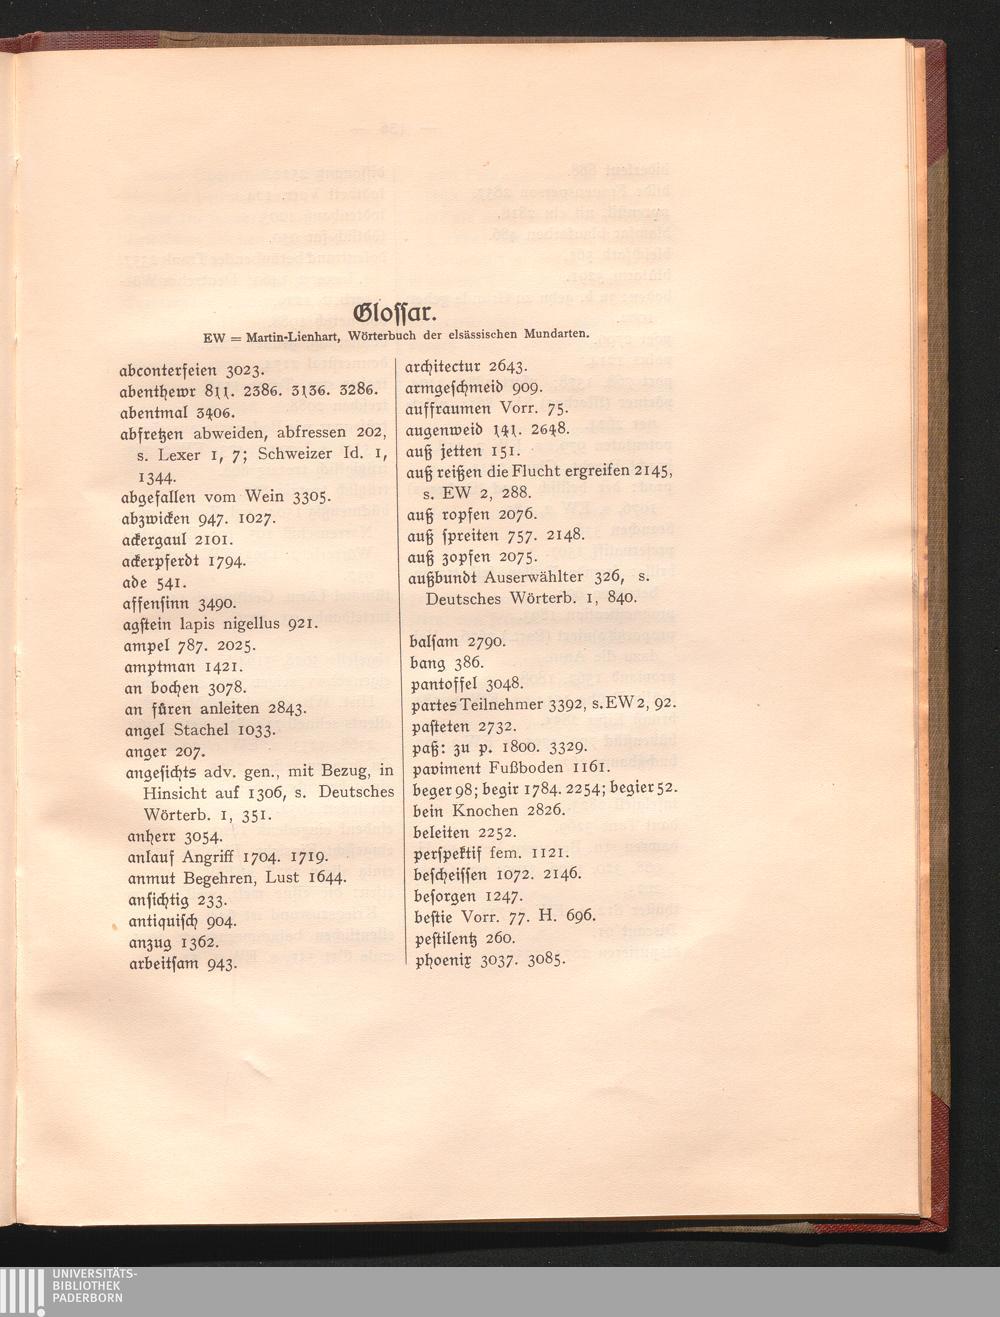 Glossar.
EW = Martin-Lienhart, Wörterbuch der elsässischen Mundarten.
abconterfeien 3023.
abenthewr 811. 2386. 3136. 3286.
abentmal 3406.
abfretzen abweiden, abfressen 202,
s. Lexer 1, 7; Schweizer Id. 1,
1344.
abgefallen vom Wein 3305.
abzwicken 947. 1027.
ackergaul 2101.
ackerpferdt 1794.
ade 541.
affensinn 3490.
agstein lapis nigellus 921.
ampel 787. 2025.
amptman 1421.
an bochen 3078.
an fůren anleiten 2843.
angel Stachel 1033.
anger 207.
angesichts adv. gen., mit Bezug, in
Hinsicht auf 1306, s. Deutsches
Wörterb. 1, 351.
anherr 3054.
anlauf Angriff 1704. 1719.
anmut Begehren, Lust 1644.
ansichtig 233.
antiquisch 904.
anzug 1362.
arbeitsam 943.
architectur 2643.
armgeschmeid 909.
auffraumen Vorr. 75.
augenweid 141. 2648.
auß jetten 151.
auß reißen die Flucht ergreifen 2145,
s. EW 2, 288.
auß ropfen 2076.
auß spreiten 757. 2148.
auß zopfen 2075.
außbundt Auserwählter 326, s.
Deutsches Wörterb. 1, 840.
balsam 2790.
bang 386.
pantoffel 3048.
partes Teilnehmer 3392, s. EW 2, 92.
pasteten 2732.
paß: zu p. 1800. 3329.
paviment Fußboden 1161.
beger 98; begir 1784. 2254; begier 52.
bein Knochen 2826.
beleiten 2252.
perspektif fem. 1121.
bescheissen 1072. 2146.
besorgen 1247.
bestie Vorr. 77. H. 696.
pestilentz 260.
phoenix 3037. 3085.
UNIVERSITÄTS-
BIBLIOTHEK
PADERBORN